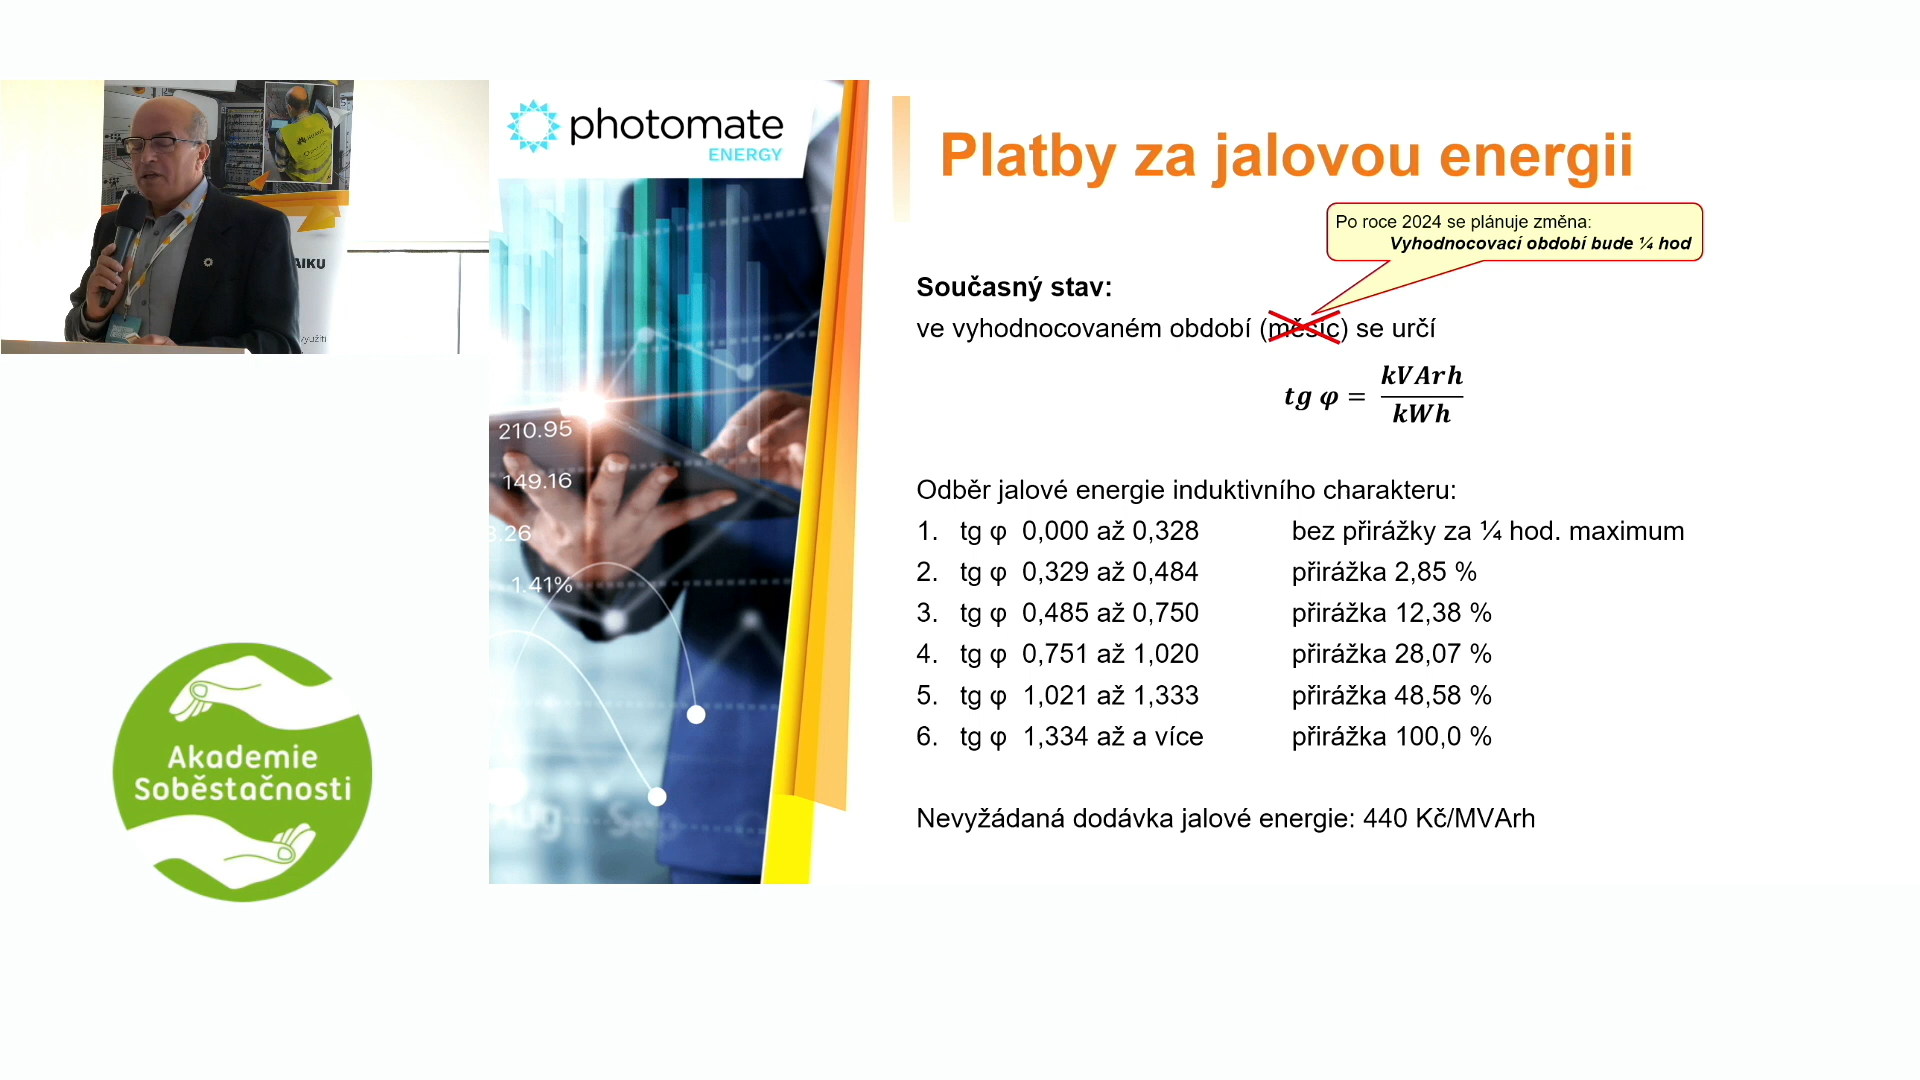 photomate
ENERGY
Platby za jalovou energii
Po roce 2024 se plánuje změna:
Vyhodnocovací období bude ¼ hod
Současný stav:
ve vyhodnocovaném období (měsíc) se určí
tg φ = kVArh / kWh
Odběr jalové energie induktivního charakteru:
1. tg φ 0,000 až 0,328 bez přirážky za ¼ hod. maximum
2. tg φ 0,329 až 0,484 přirážka 2,85 %
3. tg φ 0,485 až 0,750 přirážka 12,38 %
4. tg φ 0,751 až 1,020 přirážka 28,07 %
5. tg φ 1,021 až 1,333 přirážka 48,58 %
6. tg φ 1,334 až a více přirážka 100,0 %
Nevyžádaná dodávka jalové energie: 440 Kč/MVArh
210.95
149.16
3.26
1.41%
Aug
AIKU
Akademie
Soběstačnosti